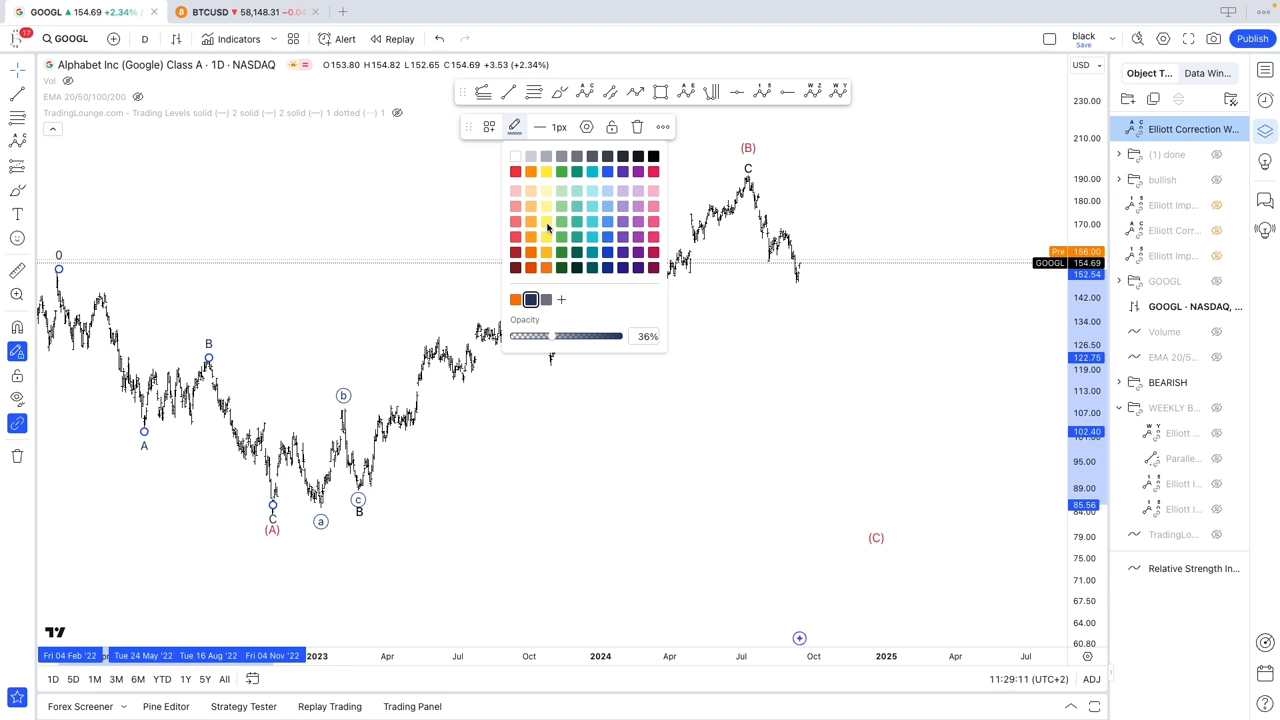 GOOGL ▲ 154.69 +2.34%
BTCUSD ▼ 58,148.31 −0.0
17
GOOGL
D
Indicators
Alert
Replay
black
Save
Publish
Alphabet Inc (Google) Class A · 1D · NASDAQ
O153.80 H154.82 L152.65 C154.69 +3.53 (+2.34%)
USD
Vol
EMA 20/50/100/200
TradingLounge.com - Trading Levels solid (—) 2 solid (—) 2 solid (—) 1 dotted (—) 1
1px
Opacity
36%
(B)
C
0
B
A
b
C
(A)
a
c
B
(C)
230.00
210.00
190.00
180.00
170.00
Pre 156.00
GOOGL 154.69
152.54
142.00
134.00
126.50
122.75
119.00
113.00
107.00
102.40
95.00
89.00
85.56
79.00
75.00
71.00
67.50
64.00
60.80
Fri 04 Feb '22
Tue 24 May '22
Tue 16 Aug '22
Fri 04 Nov '22
2023
Apr
Jul
Oct
2024
Apr
Jul
Oct
2025
Apr
Jul
1D 5D 1M 3M 6M YTD 1Y 5Y All
11:29:11 (UTC+2)
ADJ
Forex Screener
Pine Editor
Strategy Tester
Replay Trading
Trading Panel
Object T...
Data Win...
Elliott Correction W...
(1) done
bullish
Elliott Imp...
Elliott Corr...
Elliott Imp...
GOOGL
GOOGL · NASDAQ, ...
Volume
EMA 20/5...
BEARISH
WEEKLY B...
Elliott ...
Paralle...
Elliott I...
Elliott I...
TradingLo...
Relative Strength In...